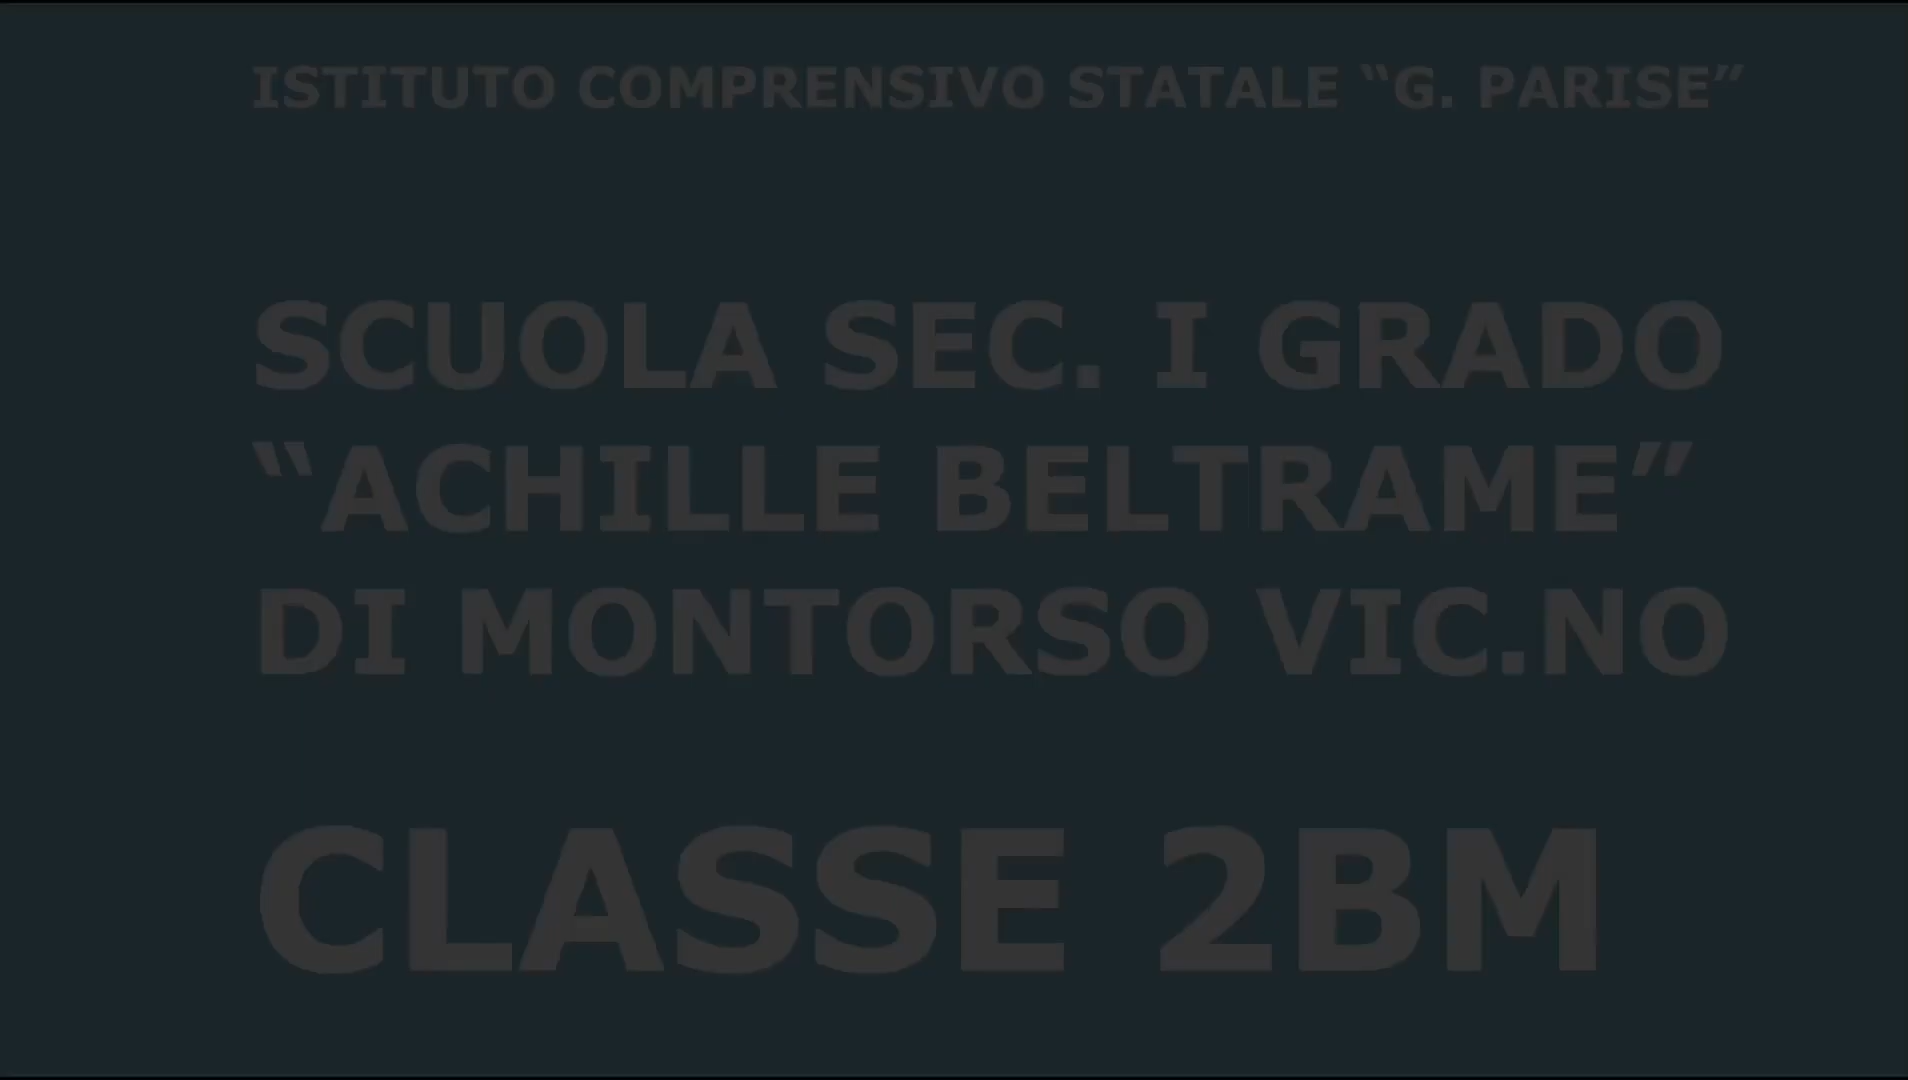 ISTITUTO COMPRENSIVO STATALE “G. PARISE”
SCUOLA SEC. I GRADO
“ACHILLE BELTRAME”
DI MONTORSO VIC.NO
CLASSE 2BM